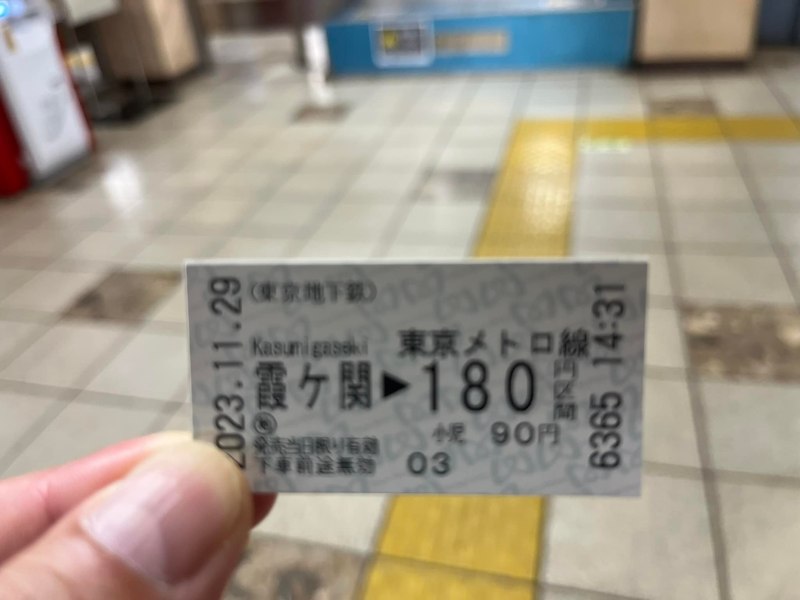 2023.11.29
(東京地下鉄)
Kasumigaseki 東京メトロ線
霞ケ関▶180円区間
小児 90円
発売当日限り有効
下車前途無効 03
6365 14:31